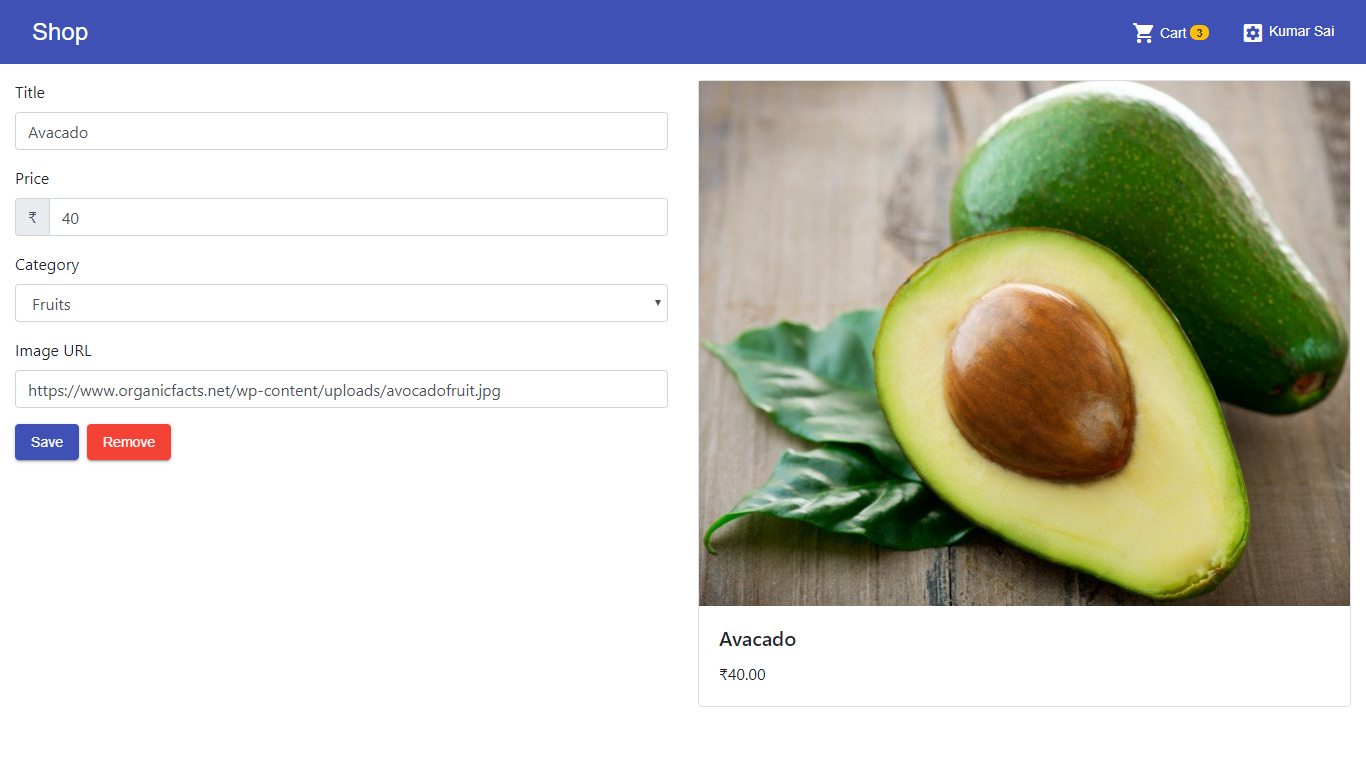 Shop
Cart 3
Kumar Sai
Title
Avacado
Price
₹ 40
Category
Fruits
Image URL
https://www.organicfacts.net/wp-content/uploads/avocadofruit.jpg
Save Remove
Avacado
₹40.00